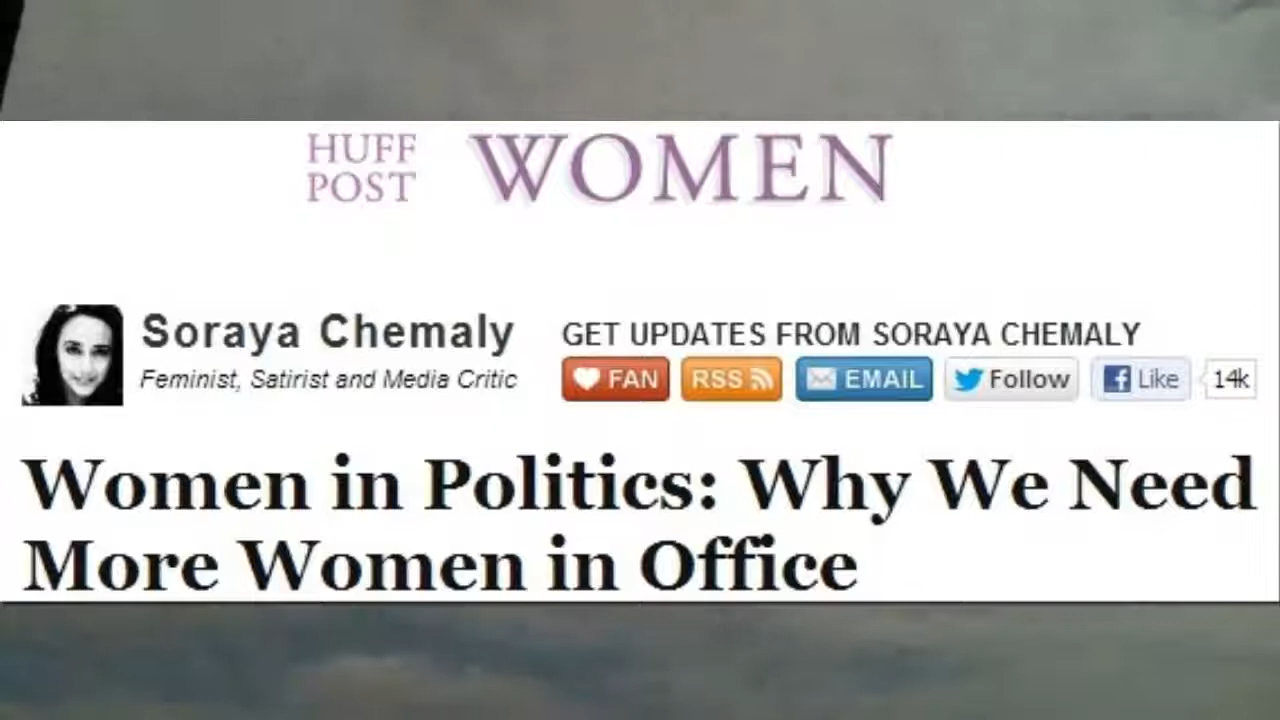 HUFF
POST
WOMEN
Soraya Chemaly
Feminist, Satirist and Media Critic
GET UPDATES FROM SORAYA CHEMALY
FAN
RSS
EMAIL
Follow
Like
14k
Women in Politics: Why We Need
More Women in Office